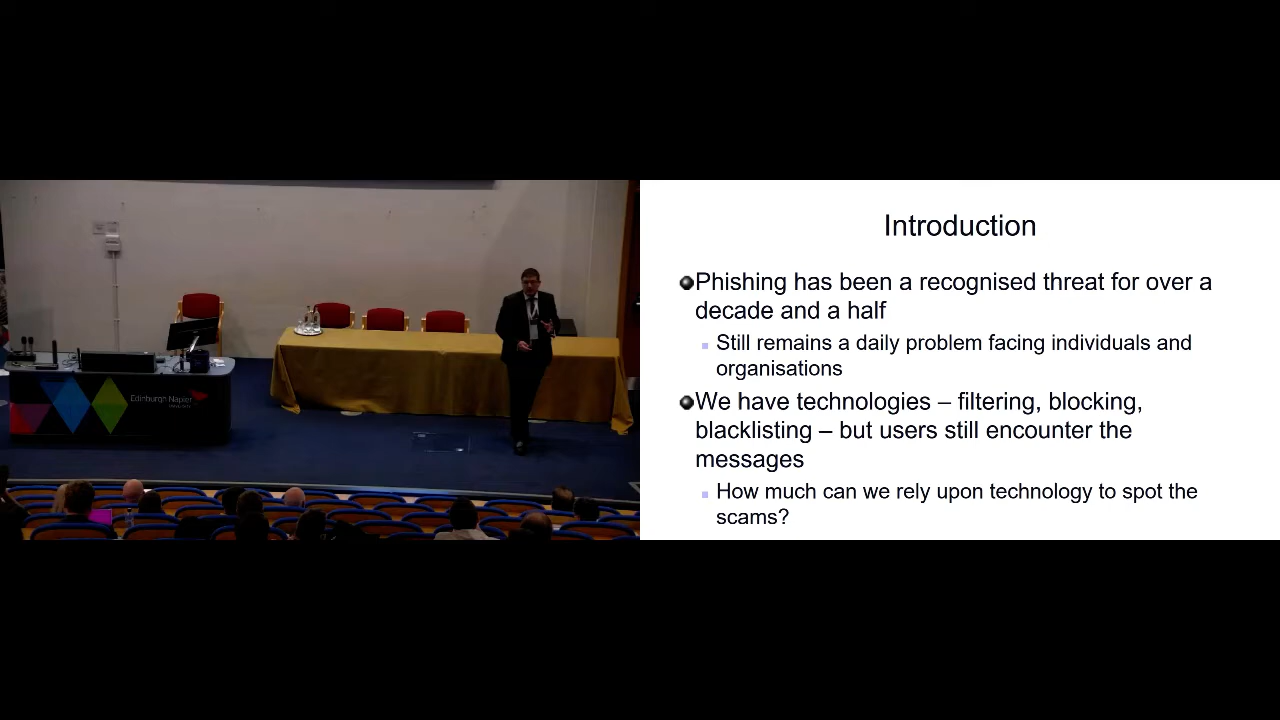 Introduction
Phishing has been a recognised threat for over a
decade and a half
Still remains a daily problem facing individuals and
organisations
We have technologies – filtering, blocking,
blacklisting – but users still encounter the
messages
How much can we rely upon technology to spot the
scams?
Edinburgh Napier